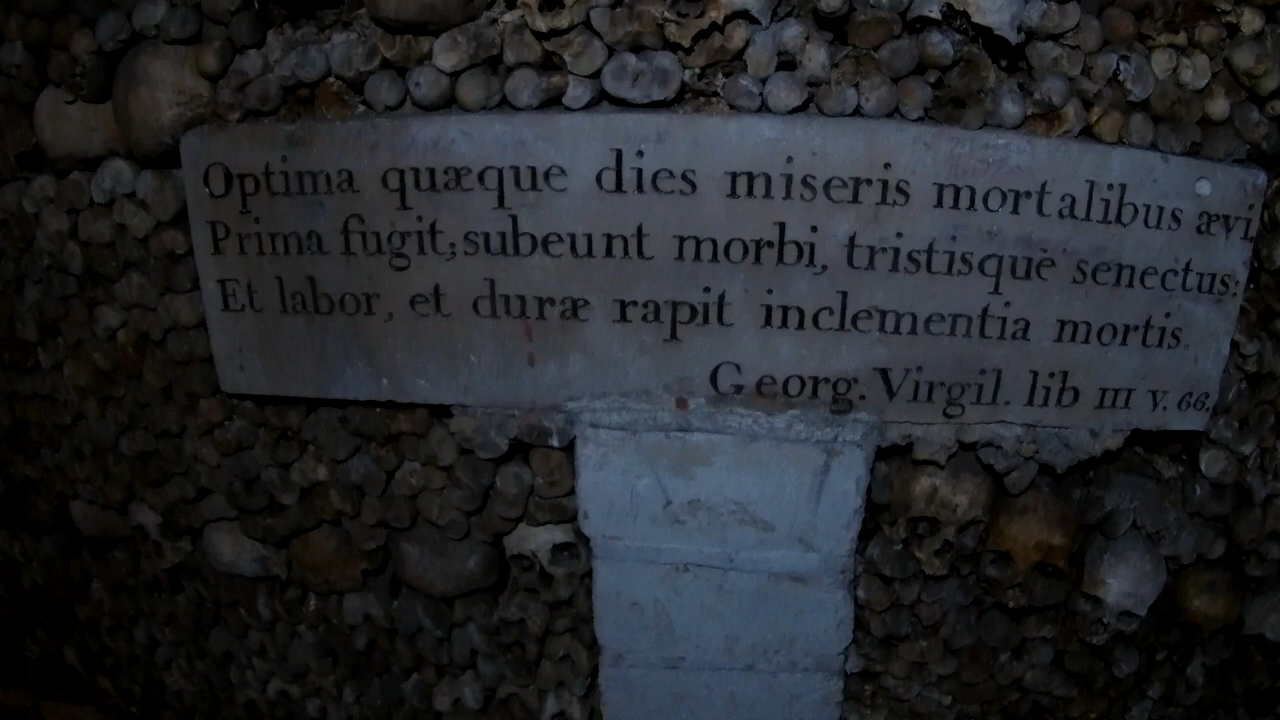 Optima quæque dies miseris mortalibus ævi,
Prima fugit; subeunt morbi, tristisquè senectus:
Et labor, et duræ rapit inclementia mortis.
Georg. Virgil. lib III V. 66.